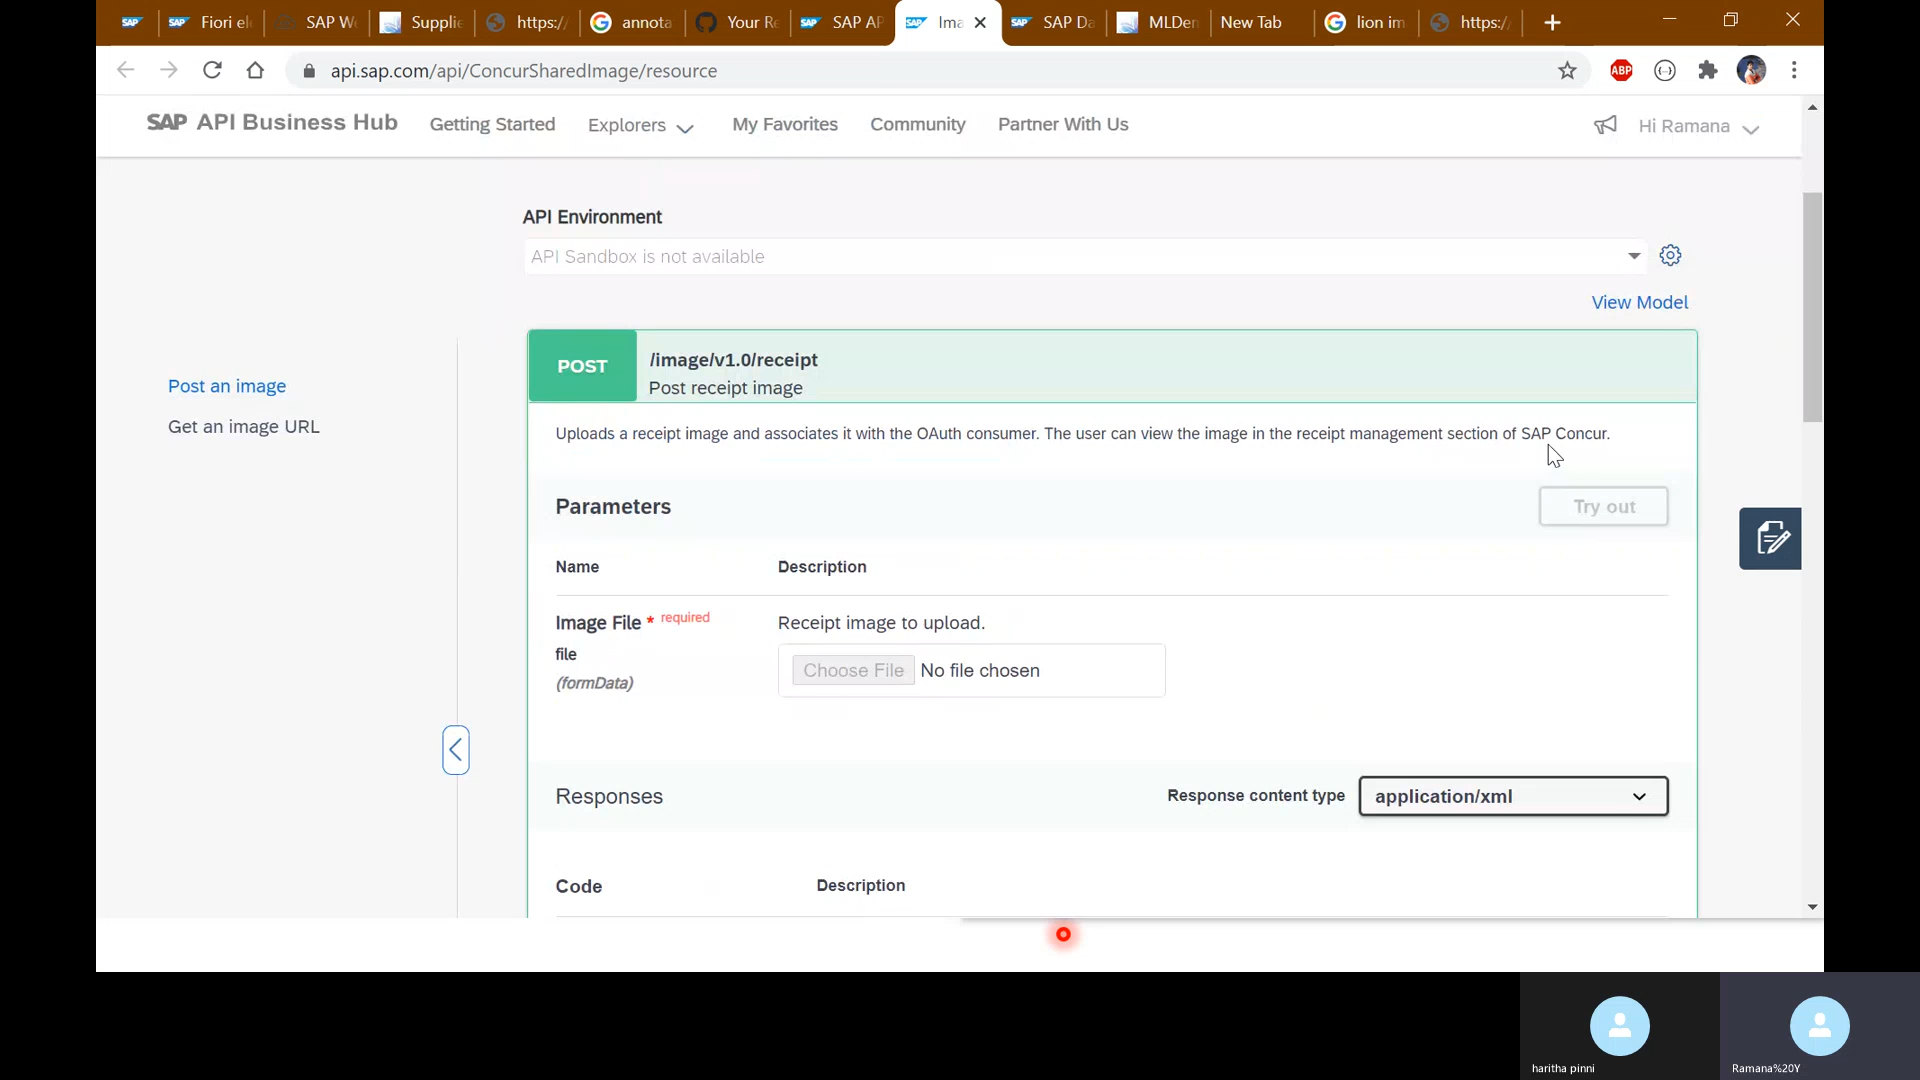 Fiori el
SAP W
Supplie
https:/
annota
Your Re
SAP AP
Ima
SAP Da
MLDen
New Tab
lion im
https:/
api.sap.com/api/ConcurSharedImage/resource
ABP
SAP API Business Hub
Getting Started
Explorers
My Favorites
Community
Partner With Us
Hi Ramana
API Environment
API Sandbox is not available
View Model
POST
/image/v1.0/receipt
Post receipt image
Post an image
Get an image URL
Uploads a receipt image and associates it with the OAuth consumer. The user can view the image in the receipt management section of SAP Concur.
Parameters
Try out
Name
Description
Image File * required
Receipt image to upload.
file
(formData)
Choose File No file chosen
Responses
Response content type
application/xml
Code
Description
haritha pinni
Ramana%20Y